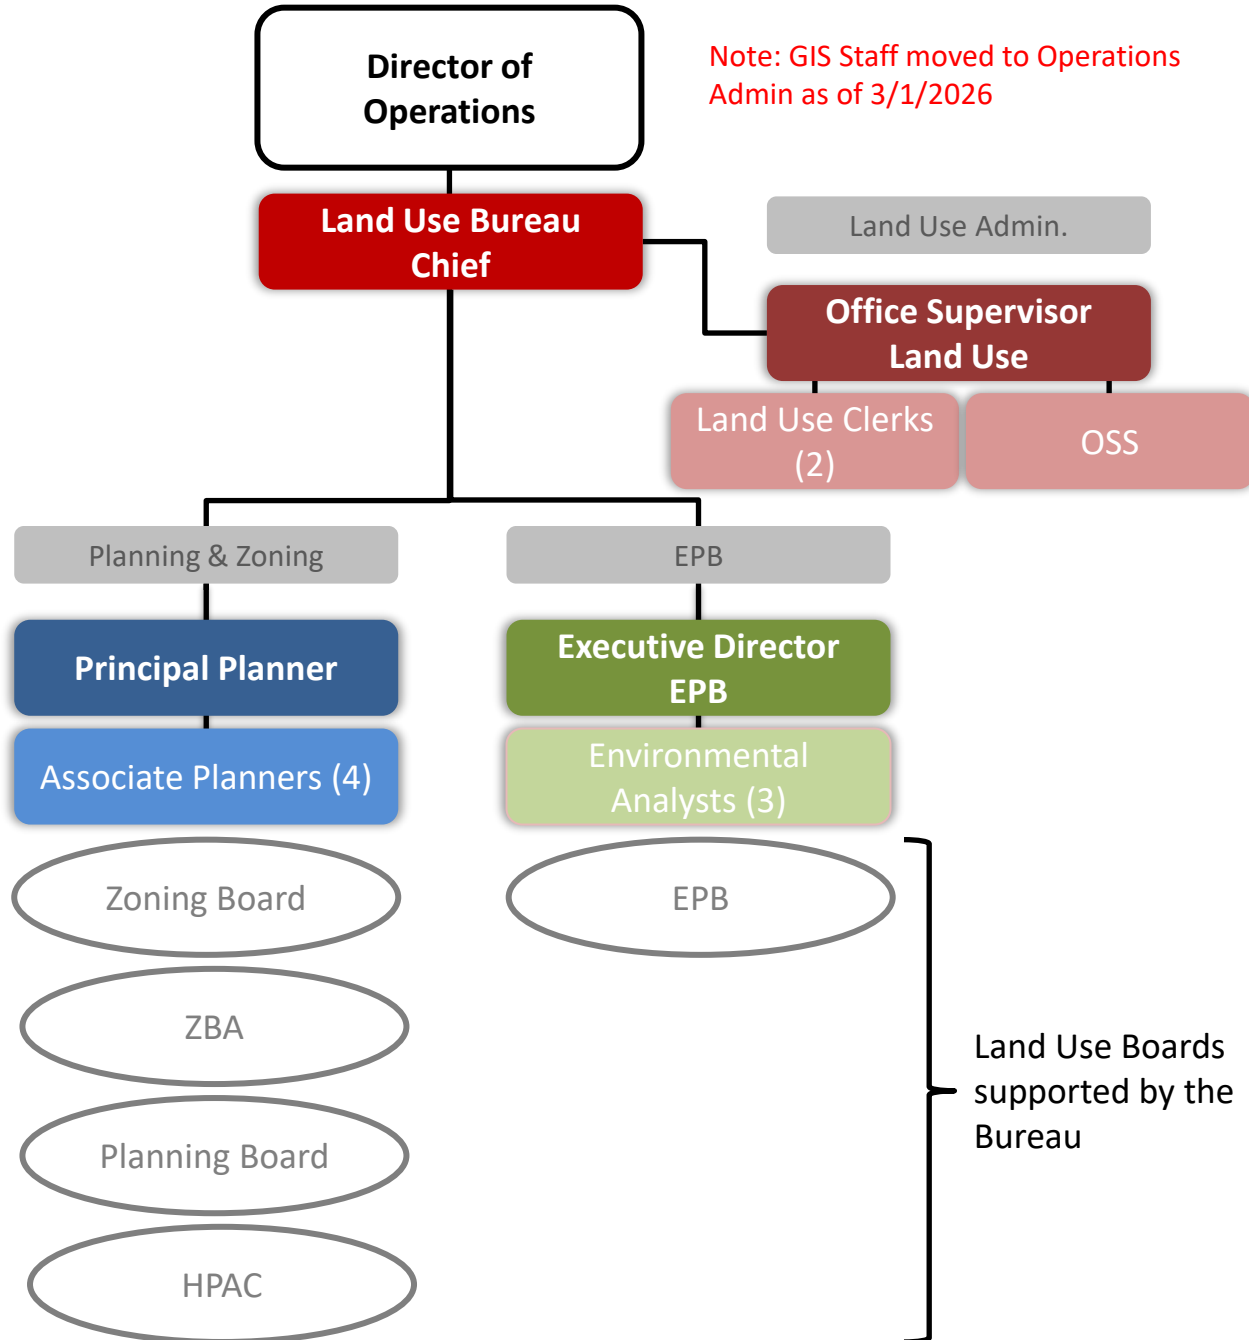 Director of
Operations
Note: GIS Staff moved to Operations
Admin as of 3/1/2026
Land Use Bureau
Chief
Land Use Admin.
Office Supervisor
Land Use
Land Use Clerks
(2)
OSS
Planning & Zoning
EPB
Principal Planner
Executive Director
EPB
Associate Planners (4)
Environmental
Analysts (3)
Zoning Board
EPB
ZBA
Planning Board
HPAC
Land Use Boards
supported by the
Bureau